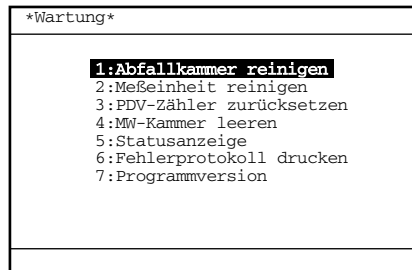 *Wartung*
1:Abfallkammer reinigen
2:Meßeinheit reinigen
3:PDV-Zähler zurücksetzen
4:MW-Kammer leeren
5:Statusanzeige
6:Fehlerprotokoll drucken
7:Programmversion